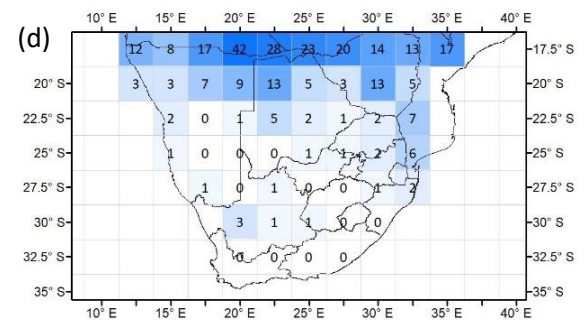 (d)
10° E 15° E 20° E 25° E 30° E 35° E 40° E
12 8 17 42 28 23 20 14 13 17 -17.5° S
20° S- 3 3 7 9 13 5 3 13 5 -20° S
22.5° S- 2 0 1 5 2 1 2 7 -22.5° S
25° S- 1 0 0 0 1 1 2 6 -25° S
27.5° S- 1 0 1 0 0 1 2 -27.5° S
30° S- 3 1 1 0 0 -30° S
32.5° S- 0 0 0 0 -32.5° S
35° S- -35° S
10° E 15° E 20° E 25° E 30° E 35° E 40° E